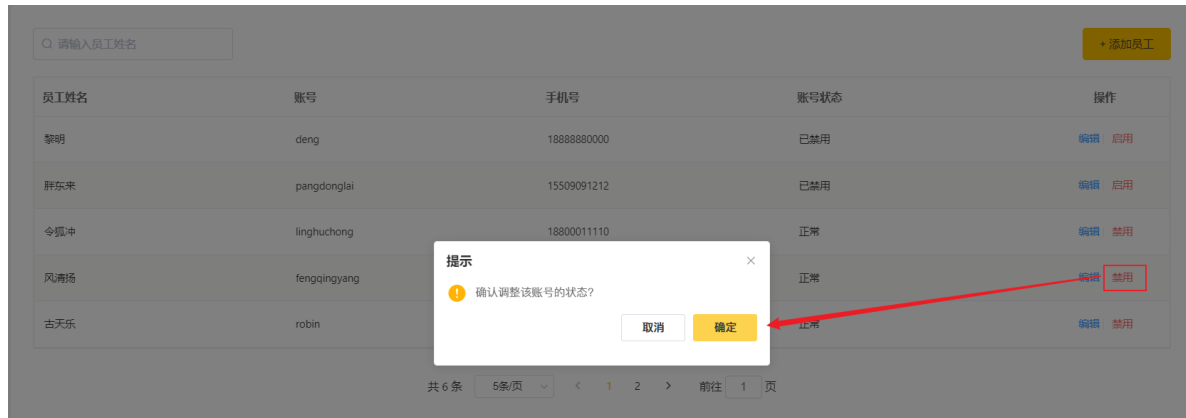 请输入员工姓名
+ 添加员工
员工姓名 账号 手机号 账号状态 操作
黎明 deng 18888880000 已禁用 编辑 启用
胖东来 pangdonglai 15509091212 已禁用 编辑 启用
令狐冲 linghuchong 18800011110 正常 编辑 禁用
提示
风清扬 fengqingyang 正常 编辑 禁用
确认调整该账号的状态?
古天乐 robin 正常 编辑 禁用
取消 确定
共 6 条 5条/页 < 1 2 > 前往 1 页